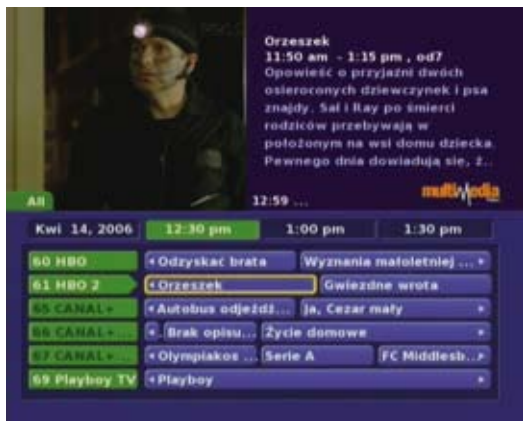 Orzeszek
11:50 am - 1:15 pm , od7
Opowieść o przyjaźni dwóch
osieroconych dziewczynek i psa
znajdy. Sal i Ray po śmierci
rodziców przebywają w
położonym na wsi domu dziecka.
Pewnego dnia dowiadują się, ż..
multiMedia
All
12:59 ...
Kwi 14, 2006 12:30 pm 1:00 pm 1:30 pm
60 HBO Odzyskać brata Wyznania małoletniej ...
61 HBO 2 Orzeszek Gwiezdne wrota
65 CANAL+ Autobus odjeżdż... Ja, Cezar mały
66 CANAL+ ... . Brak opisu... Życie domowe
67 CANAL+ ... Olympiakos ... Serie A FC Middlesb...
69 Playboy TV Playboy